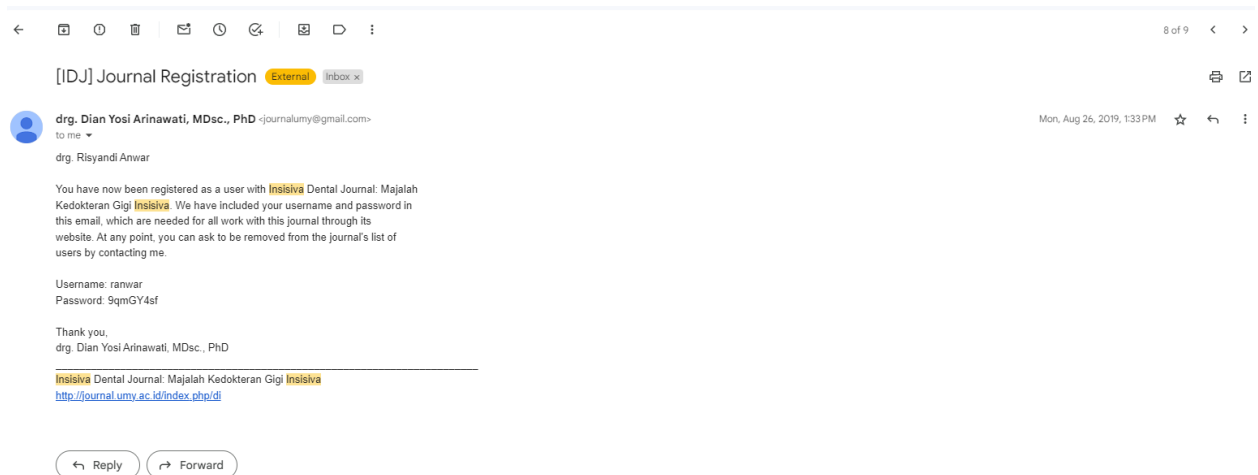 8 of 9
[IDJ] Journal Registration External Inbox ×
drg. Dian Yosi Arinawati, MDsc., PhD <journalumy@gmail.com>
Mon, Aug 26, 2019, 1:33 PM
to me
drg. Risyandi Anwar
You have now been registered as a user with Insisiva Dental Journal: Majalah
Kedokteran Gigi Insisiva. We have included your username and password in
this email, which are needed for all work with this journal through its
website. At any point, you can ask to be removed from the journal's list of
users by contacting me.
Username: ranwar
Password: 9qmGY4sf
Thank you,
drg. Dian Yosi Arinawati, MDsc., PhD
Insisiva Dental Journal: Majalah Kedokteran Gigi Insisiva
http://journal.umy.ac.id/index.php/di
Reply Forward